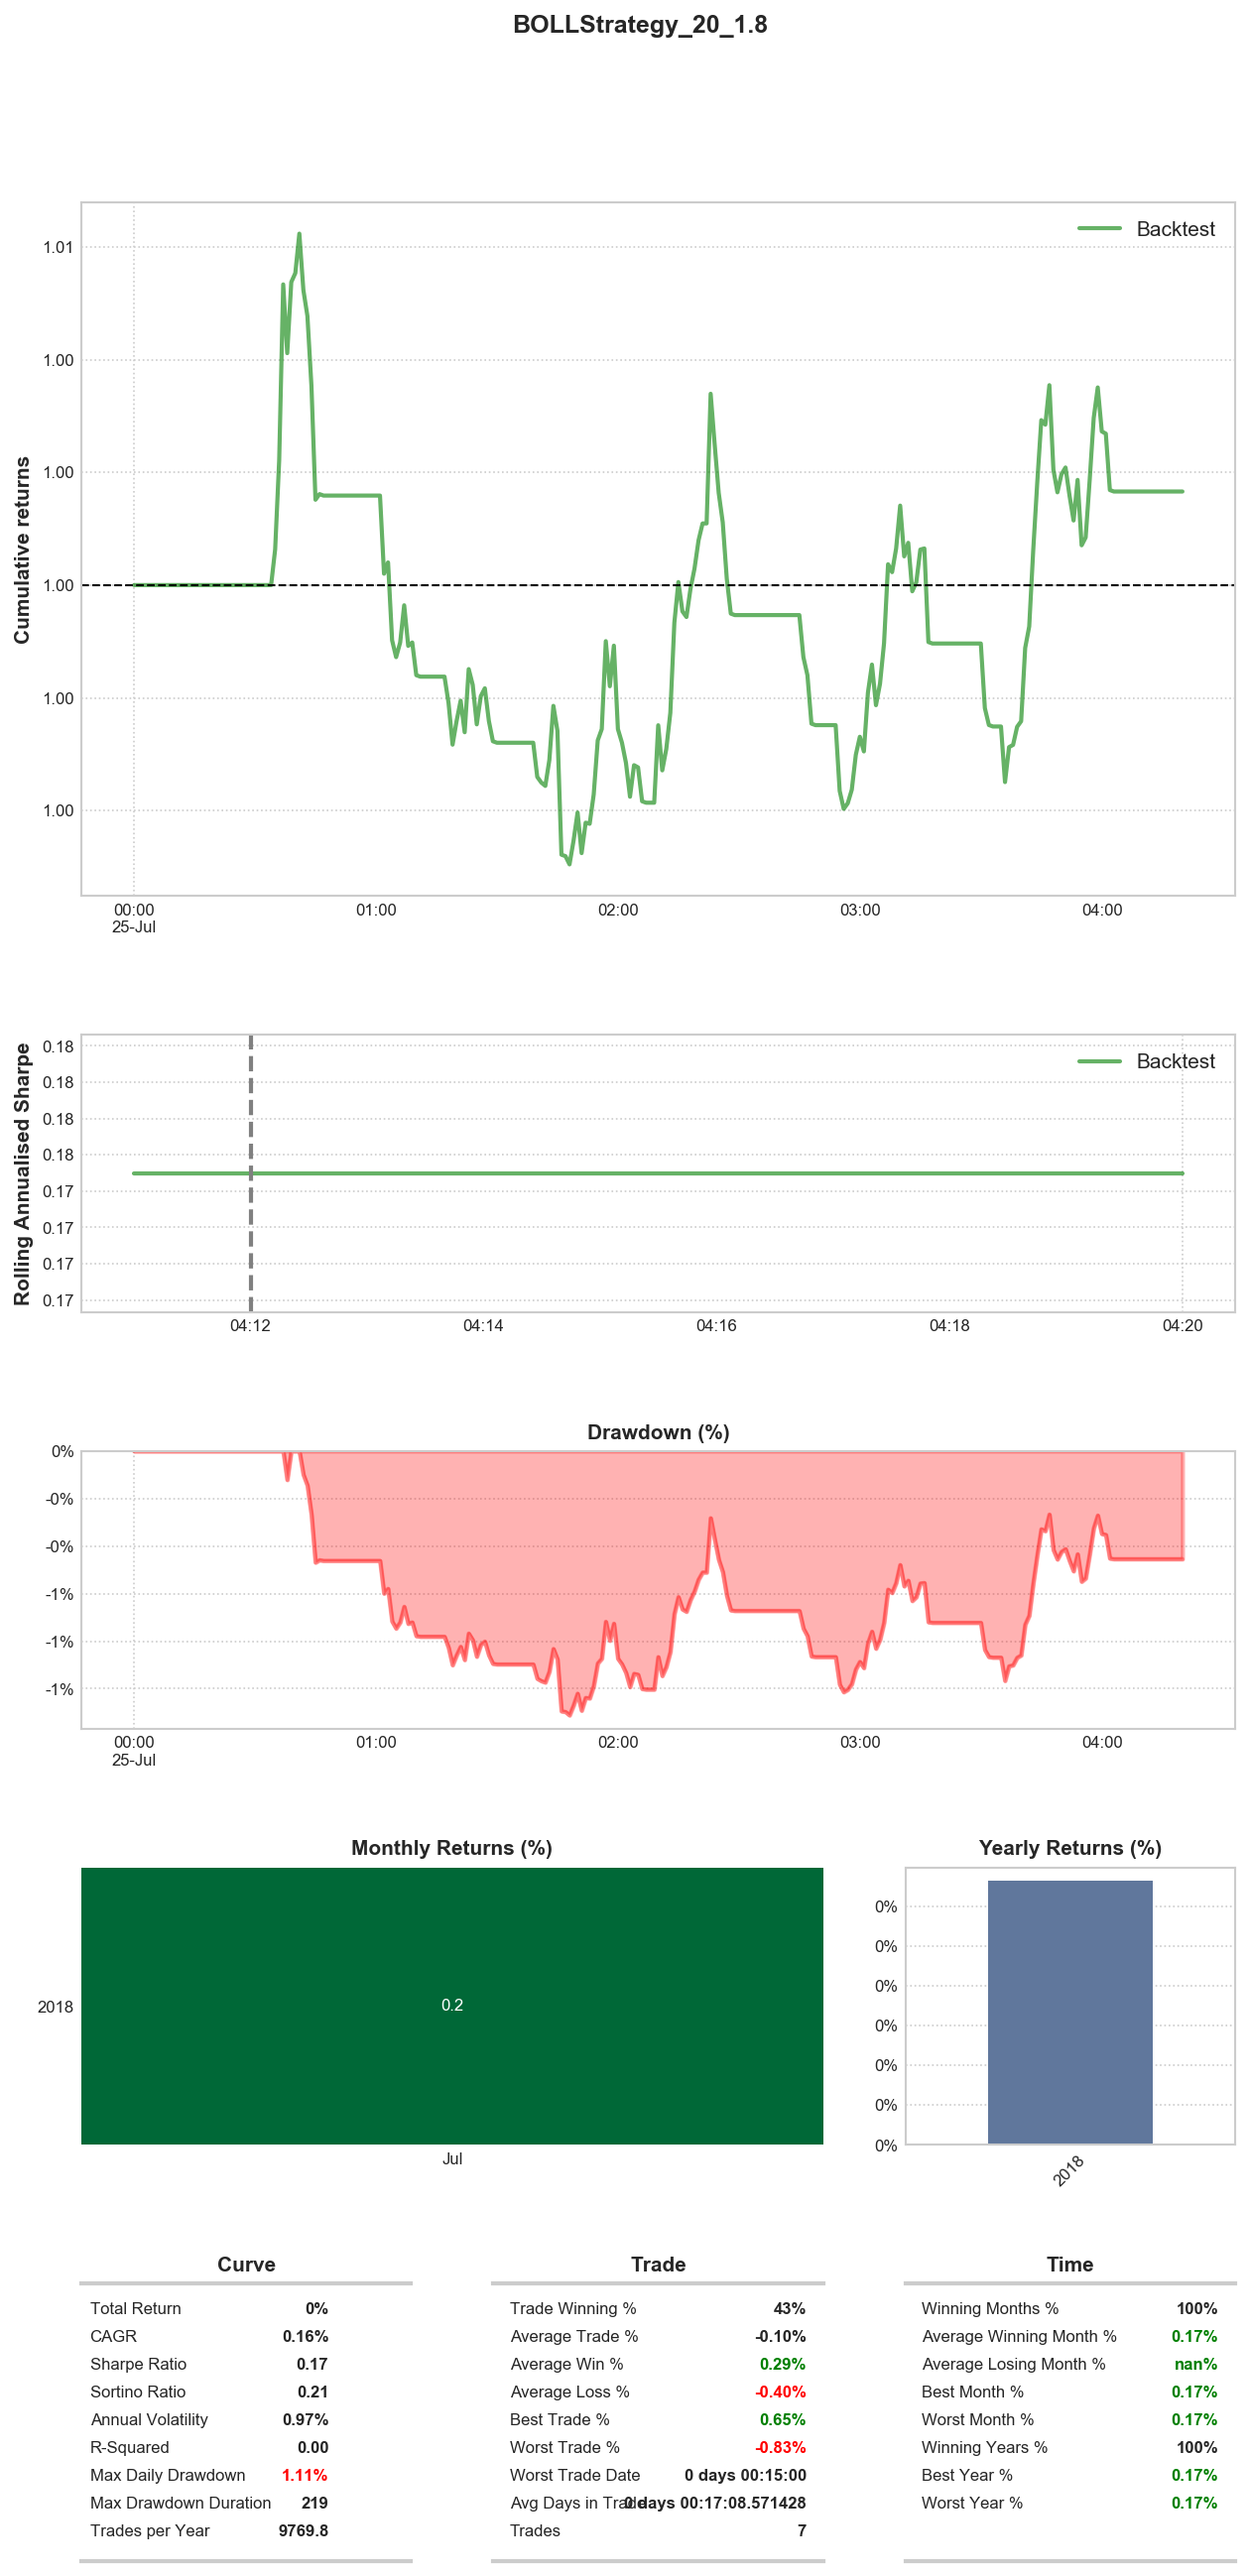 BOLLStrategy_20_1.8
Cumulative returns
Backtest
1.01
1.00
1.00
1.00
1.00
1.00
00:00
25-Jul
01:00
02:00
03:00
04:00
Rolling Annualised Sharpe
Backtest
0.18
0.18
0.18
0.18
0.17
0.17
0.17
0.17
04:12
04:14
04:16
04:18
04:20
Drawdown (%)
0%
-0%
-0%
-1%
-1%
-1%
00:00
25-Jul
01:00
02:00
03:00
04:00
Monthly Returns (%)
2018
0.2
Jul
Yearly Returns (%)
0%
0%
0%
0%
0%
0%
0%
2018
Curve
Total Return 0%
CAGR 0.16%
Sharpe Ratio 0.17
Sortino Ratio 0.21
Annual Volatility 0.97%
R-Squared 0.00
Max Daily Drawdown 1.11%
Max Drawdown Duration 219
Trades per Year 9769.8
Trade
Trade Winning % 43%
Average Trade % -0.10%
Average Win % 0.29%
Average Loss % -0.40%
Best Trade % 0.65%
Worst Trade % -0.83%
Worst Trade Date 0 days 00:15:00
Avg Days in Trade 0 days 00:17:08.571428
Trades 7
Time
Winning Months % 100%
Average Winning Month % 0.17%
Average Losing Month % nan%
Best Month % 0.17%
Worst Month % 0.17%
Winning Years % 100%
Best Year % 0.17%
Worst Year % 0.17%